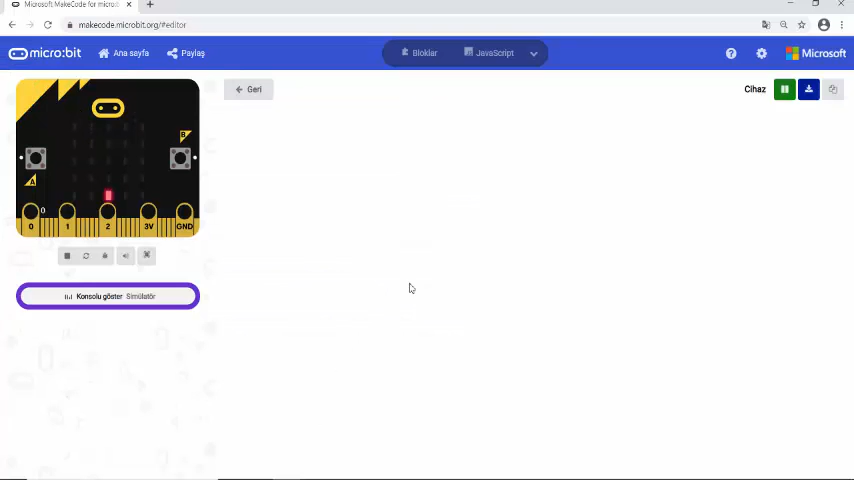 Microsoft MakeCode for micro:
makecode.microbit.org/#editor
micro:bit
Ana sayfa
Paylaş
Bloklar
JavaScript
Microsoft
Geri
Cihaz
B
A
0
0 1 2 3V GND
Konsolu göster Simülatör